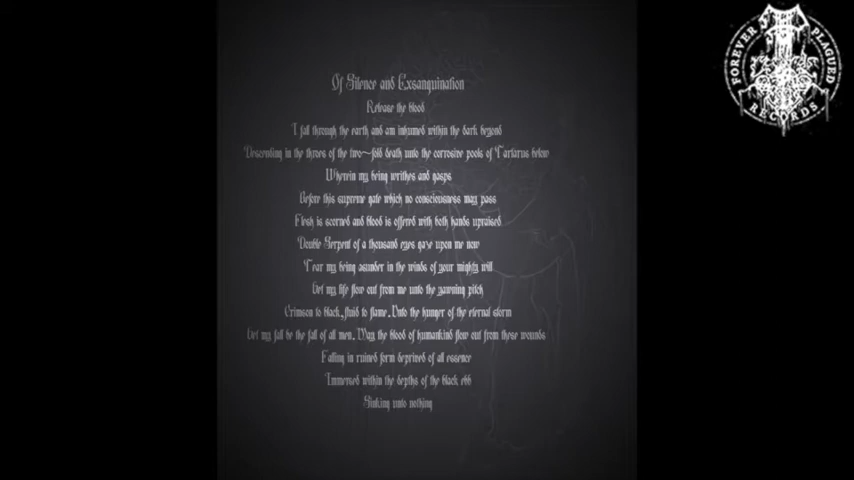 Of Silence and Exsanguination
Release the blood
I fall through the earth and am inhumed within the dark beyond
Descending in the throes of the two-fold death unto the corrosive pools of Tartarus below
Wherein my being writhes and gasps
Before this supreme gate which no consciousness may pass
Flesh is scorned and blood is offered with both hands upraised
Double Serpent of a thousand eyes gaze upon me now
Tear my being asunder in the winds of your mighty will
Let my life flow out from me unto the yawning pitch
Crimson to black, fluid to flame. Unto the hunger of the eternal storm
Let my fall be the fall of all men. May the blood of humankind flow out from these wounds
Falling in ruined form deprived of all essence
Immersed within the depths of the black ebb
Sinking unto nothing
FOREVER PLAGUED
RECORDS